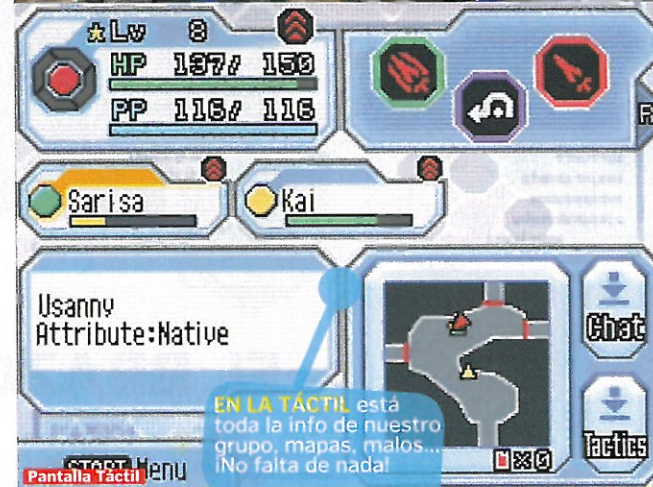 Lv 8
HP 137/ 150
PP 116/ 116
R
Sarisa
Kai
Usanny
Attribute:Native
Chat
Tactics
x0
START Menu
EN LA TÁCTIL está
toda la info de nuestro
grupo, mapas, malos...
¡No falta de nada!
Pantalla Táctil